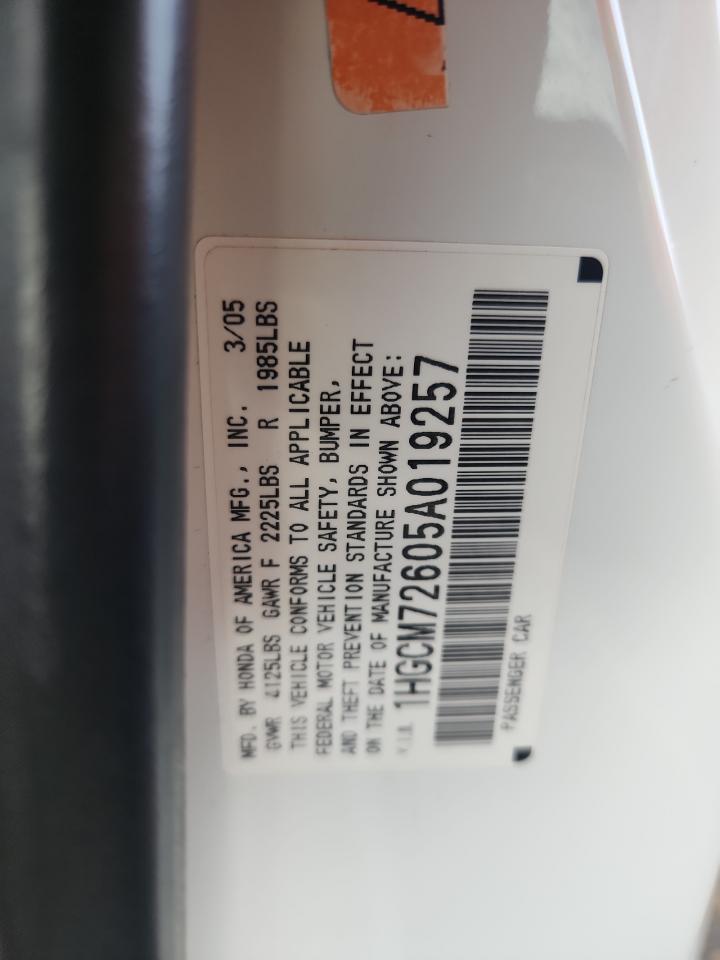 MFD. BY HONDA OF AMERICA MFG., INC. 3/05
GVWR 4125LBS GAWR F 2225LBS R 1985LBS
THIS VEHICLE CONFORMS TO ALL APPLICABLE
FEDERAL MOTOR VEHICLE SAFETY, BUMPER,
AND THEFT PREVENTION STANDARDS IN EFFECT
ON THE DATE OF MANUFACTURE SHOWN ABOVE:
V.I.N. 1HGCM72605A019257
PASSENGER CAR